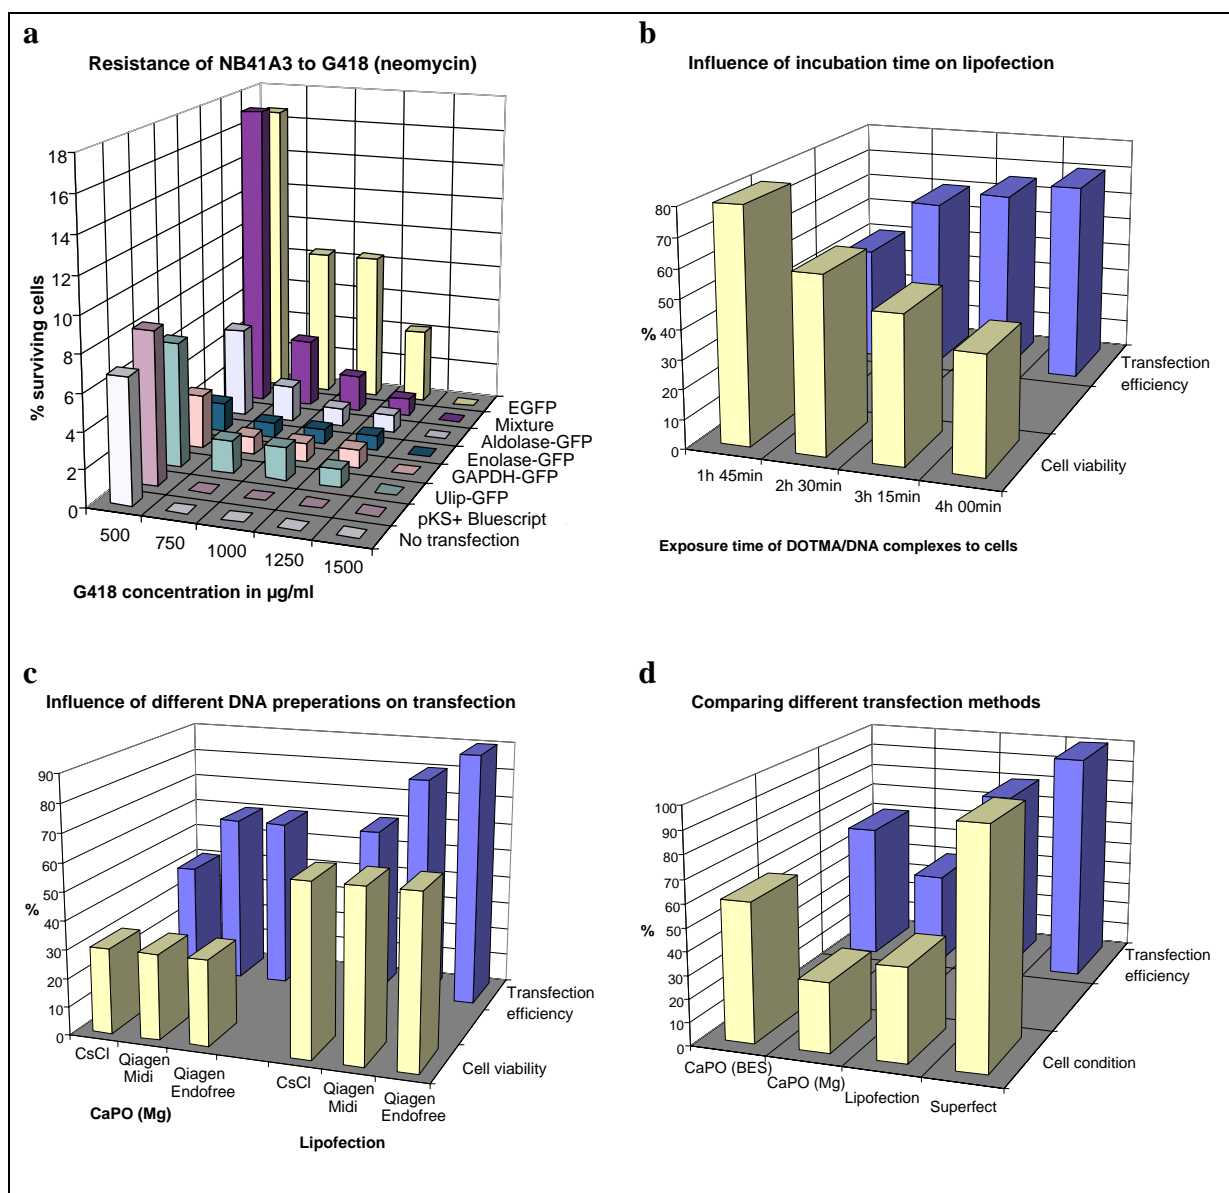 a
Resistance of NB41A3 to G418 (neomycin)
18
16
14
12
10
8
6
4
2
0
% surviving cells
500
750
1000
1250
1500
EGFP
Mixture
Aldolase-GFP
Enolase-GFP
GAPDH-GFP
Ulip-GFP
pKS+ Bluescript
No transfection
G418 concentration in µg/ml
b
Influence of incubation time on lipofection
80
70
60
50
40
30
20
10
0
%
1h 45min
2h 30min
3h 15min
4h 00min
Transfection
efficiency
Cell viability
Exposure time of DOTMA/DNA complexes to cells
c
Influence of different DNA preperations on transfection
90
80
70
60
50
40
30
20
10
0
%
CsCl
Qiagen
Midi
Qiagen
Endofree
CsCl
Qiagen
Midi
Qiagen
Endofree
Transfection
efficiency
Cell viability
CaPO (Mg)
Lipofection
d
Comparing different transfection methods
100
90
80
70
60
50
40
30
20
10
0
%
CaPO (BES)
CaPO (Mg)
Lipofection
Superfect
Transfection
efficiency
Cell condition